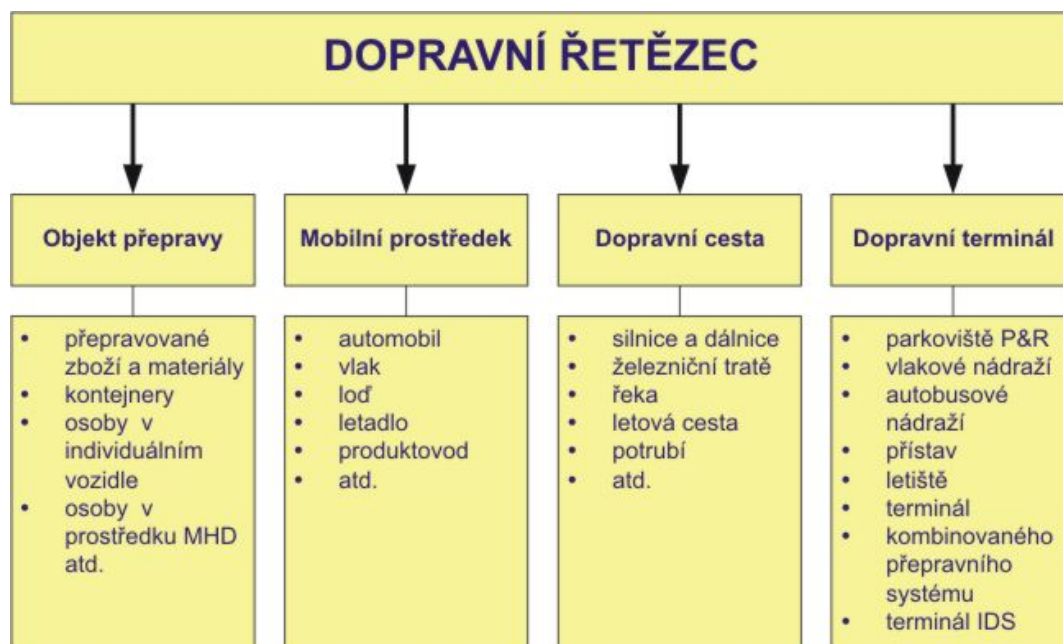 DOPRAVNÍ ŘETĚZEC
Objekt přepravy
• přepravované
zboží a materiály
• kontejnery
• osoby v
individuálním
vozidle
• osoby v
prostředku MHD
atd.
Mobilní prostředek
• automobil
• vlak
• loď
• letadlo
• produktovod
• atd.
Dopravní cesta
• silnice a dálnice
• železniční tratě
• řeka
• letová cesta
• potrubí
• atd.
Dopravní terminál
• parkoviště P&R
• vlakové nádraží
• autobusové
nádraží
• přístav
• letiště
• terminál
• kombinovaného
přepravního
systému
• terminál IDS